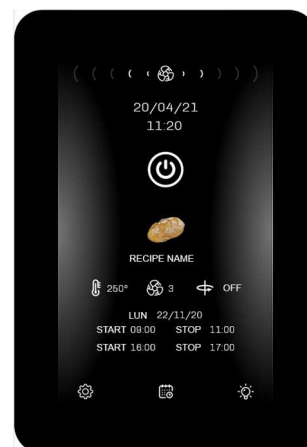 20/04/21
11:20
RECIPE NAME
250° 3 OFF
LUN 22/11/20
START 09:00 STOP 11:00
START 16:00 STOP 17:00